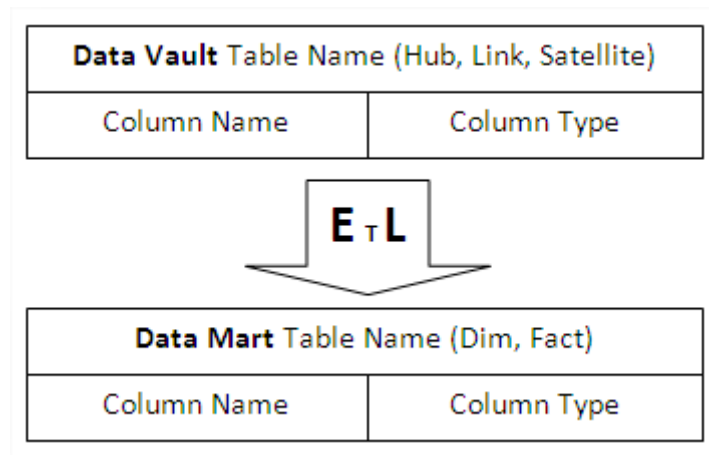 Data Vault Table Name (Hub, Link, Satellite)
Column Name Column Type
E T L
Data Mart Table Name (Dim, Fact)
Column Name Column Type